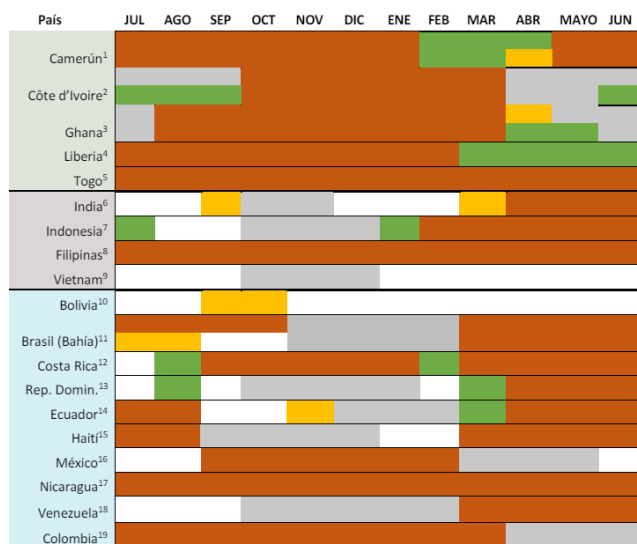 País JUL AGO SEP OCT NOV DIC ENE FEB MAR ABR MAYO JUN
Camerún1
Côte d'Ivoire2
Ghana3
Liberia4
Togo5
India6
Indonesia7
Filipinas8
Vietnam9
Bolivia10
Brasil (Bahía)11
Costa Rica12
Rep. Domin.13
Ecuador14
Haití15
México16
Nicaragua17
Venezuela18
Colombia19